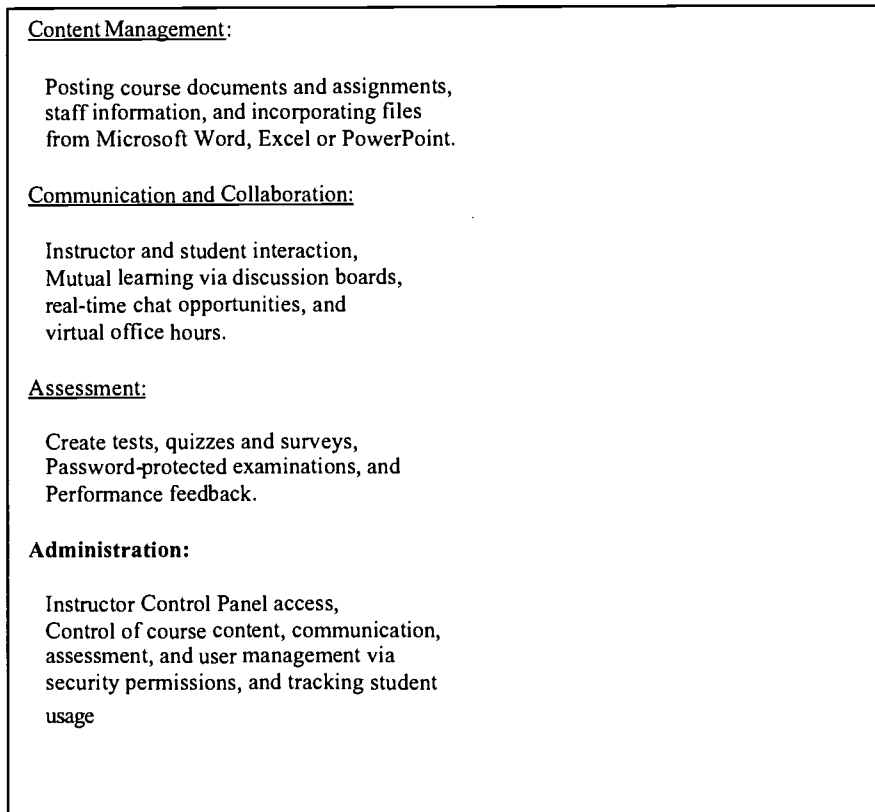 Content Management:
Posting course documents and assignments,
staff information, and incorporating files
from Microsoft Word, Excel or PowerPoint.
Communication and Collaboration:
Instructor and student interaction,
Mutual learning via discussion boards,
real-time chat opportunities, and
virtual office hours.
Assessment:
Create tests, quizzes and surveys,
Password-protected examinations, and
Performance feedback.
Administration:
Instructor Control Panel access,
Control of course content, communication,
assessment, and user management via
security permissions, and tracking student
usage